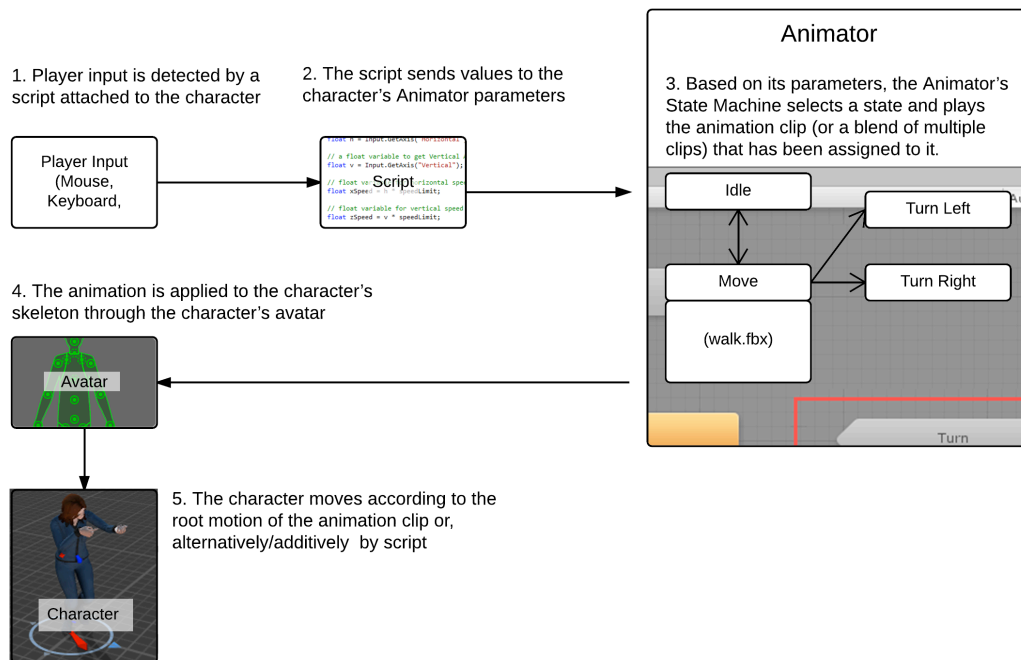 Animator
1. Player input is detected by a
script attached to the character
2. The script sends values to the
character's Animator parameters
3. Based on its parameters, the Animator's
State Machine selects a state and plays
the animation clip (or a blend of multiple
clips) that has been assigned to it.
Player Input
(Mouse,
Keyboard,
float h = Input.GetAxis("Horizontal
// a float variable to get Vertical
float v = Input.GetAxis("Vertical");
Script
// float
float xSpeed = h * speedLimit;
// float variable for vertical speed
float zSpeed = v * speedLimit;
Idle
Turn Left
Move
Turn Right
(walk.fbx)
Turn
4. The animation is applied to the character's
skeleton through the character's avatar
Avatar
5. The character moves according to the
root motion of the animation clip or,
alternatively/additively  by script
Character